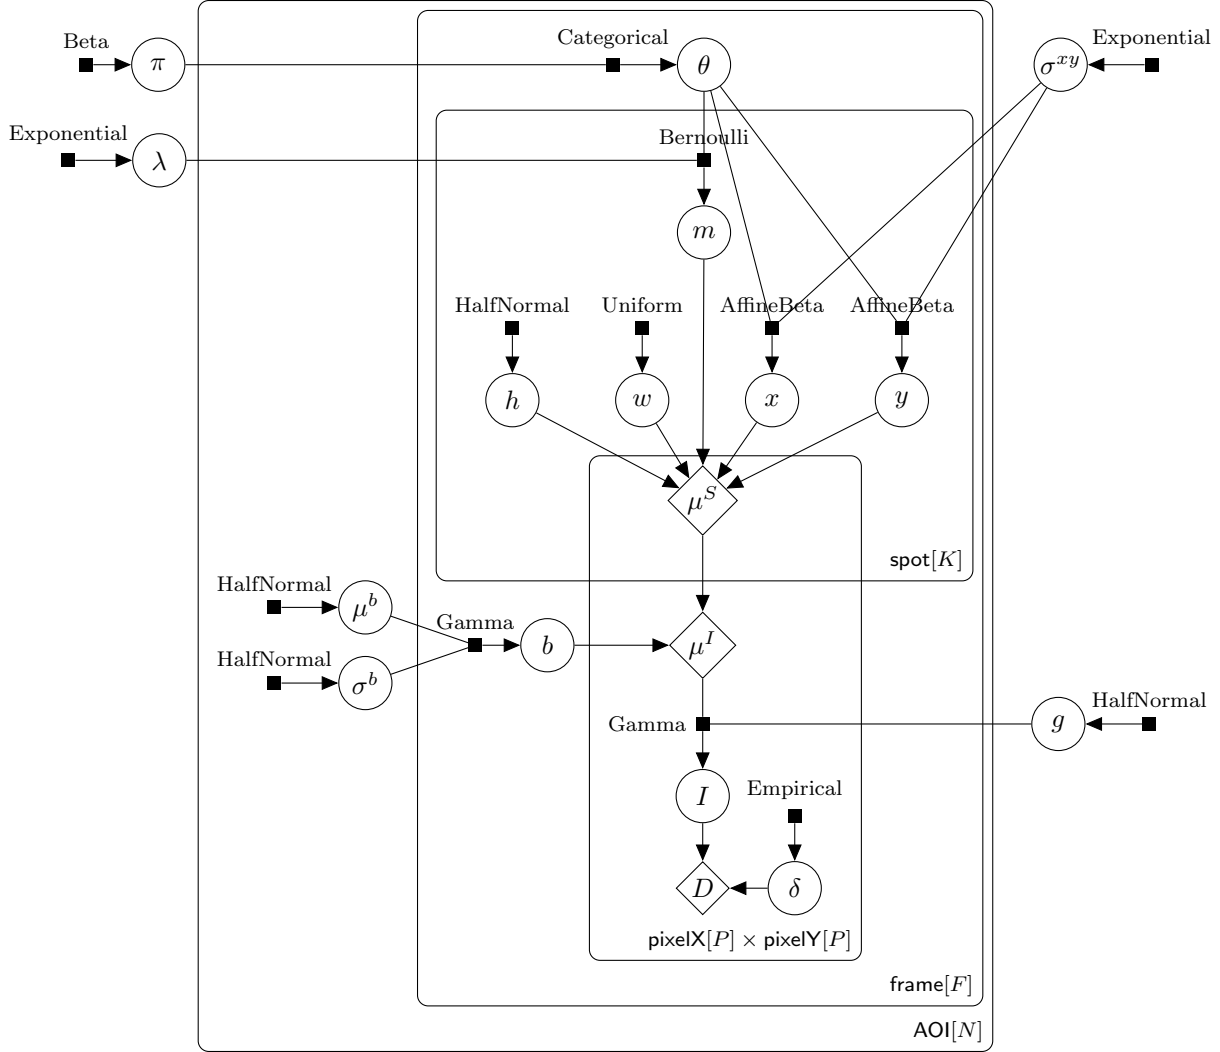 Beta
π
Categorical
θ
σ^{xy}
Exponential
Exponential
λ
Bernoulli
m
HalfNormal
Uniform
AffineBeta
AffineBeta
h
w
x
y
μ^S
spot[K]
HalfNormal
μ^b
Gamma
b
μ^I
HalfNormal
σ^b
Gamma
g
HalfNormal
I
Empirical
D
δ
pixelX[P] × pixelY[P]
frame[F]
AOI[N]